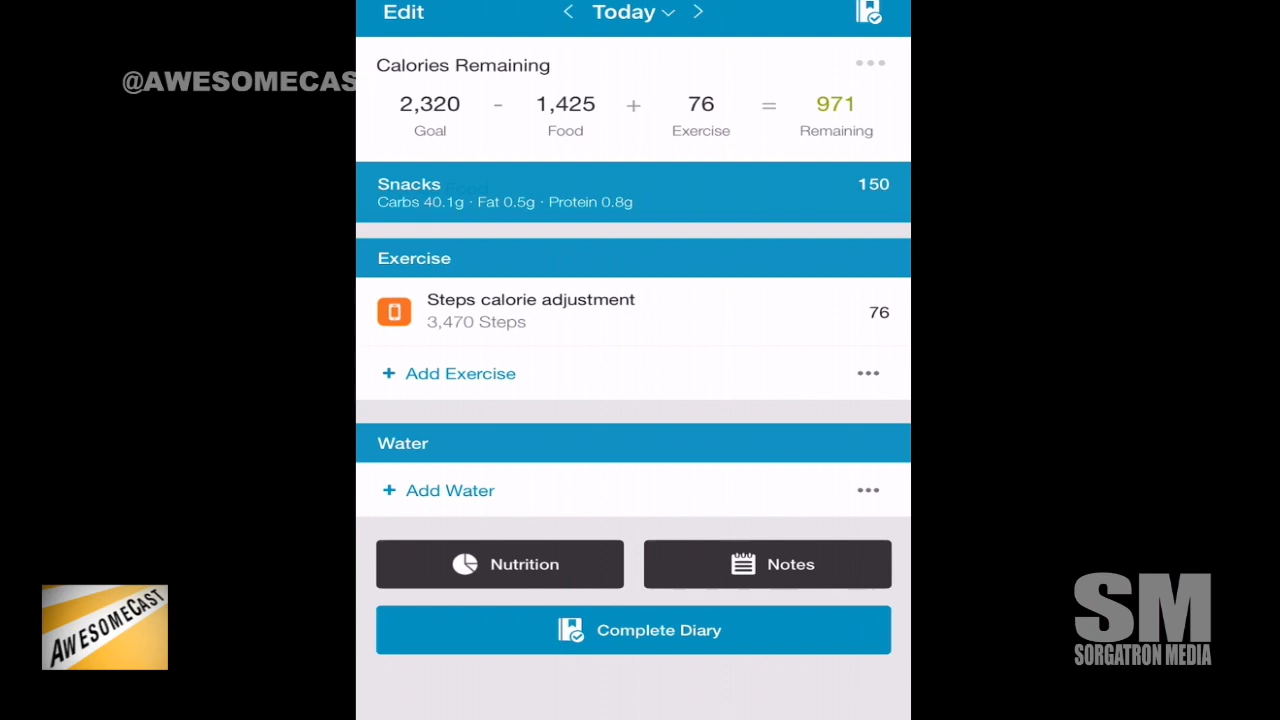 Edit
Today
@AWESOMECAS
Calories Remaining
2,320 - 1,425 + 76 = 971
Goal Food Exercise Remaining
Snacks 150
Carbs 40.1g · Fat 0.5g · Protein 0.8g
Exercise
Steps calorie adjustment 76
3,470 Steps
+ Add Exercise
Water
+ Add Water
Nutrition Notes
Complete Diary
AWESOMECAST
SM
SORGATRON MEDIA